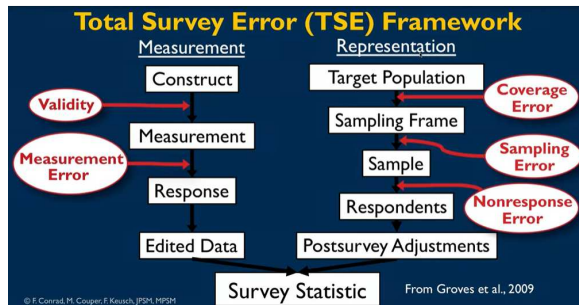 Total Survey Error (TSE) Framework
Measurement
Representation
Construct
Target Population
Validity
Coverage
Error
Sampling Frame
Measurement
Measurement
Error
Sampling
Error
Sample
Response
Respondents
Nonresponse
Error
Edited Data
Postsurvey Adjustments
Survey Statistic
From Groves et al., 2009
© F. Conrad, M. Couper, F. Keusch, JPSM, MPSM